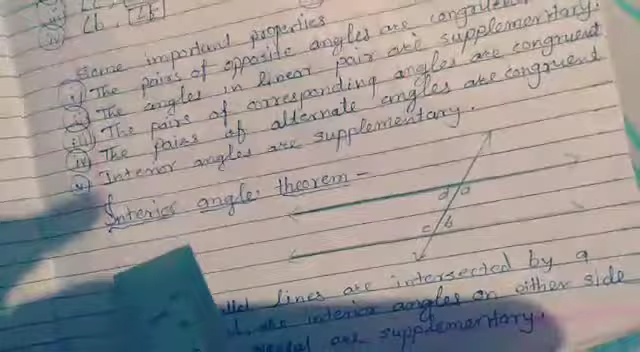 Some important properties
i) The pairs of opposite angles are congruent.
ii) The angles in linear pair are supplementary.
iii) The pairs of corresponding angles are congruent
iv) The pairs of alternate angles are congruent
v) Interior angles are supplementary.
Interior angle theorem -
d a
c b
lines are intersected by a
interior angles on either side
are supplementary.